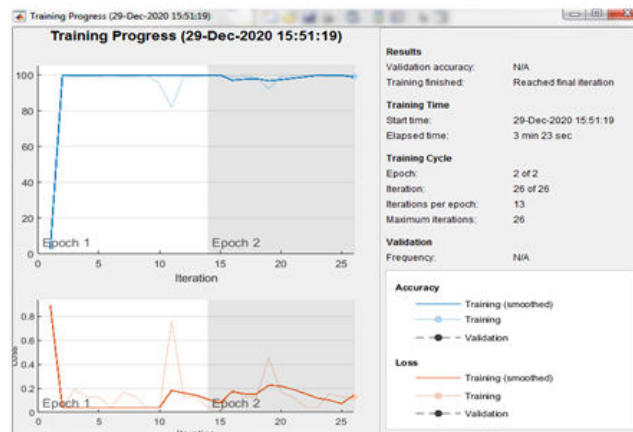 Training Progress (29-Dec-2020 15:51:19)
Training Progress (29-Dec-2020 15:51:19)
100
80
60
40
20
0
Epoch 1
Epoch 2
0
5
10
15
20
25
Iteration
0.8
0.6
0.4
0.2
0
Loss
Epoch 1
Epoch 2
0
5
10
15
20
25
Iteration
Results
Validation accuracy: N/A
Training finished: Reached final iteration
Training Time
Start time: 29-Dec-2020 15:51:19
Elapsed time: 3 min 23 sec
Training Cycle
Epoch: 2 of 2
Iteration: 26 of 26
Iterations per epoch: 13
Maximum iterations: 26
Validation
Frequency: N/A
Accuracy
Training (smoothed)
Training
Validation
Loss
Training (smoothed)
Training
Validation